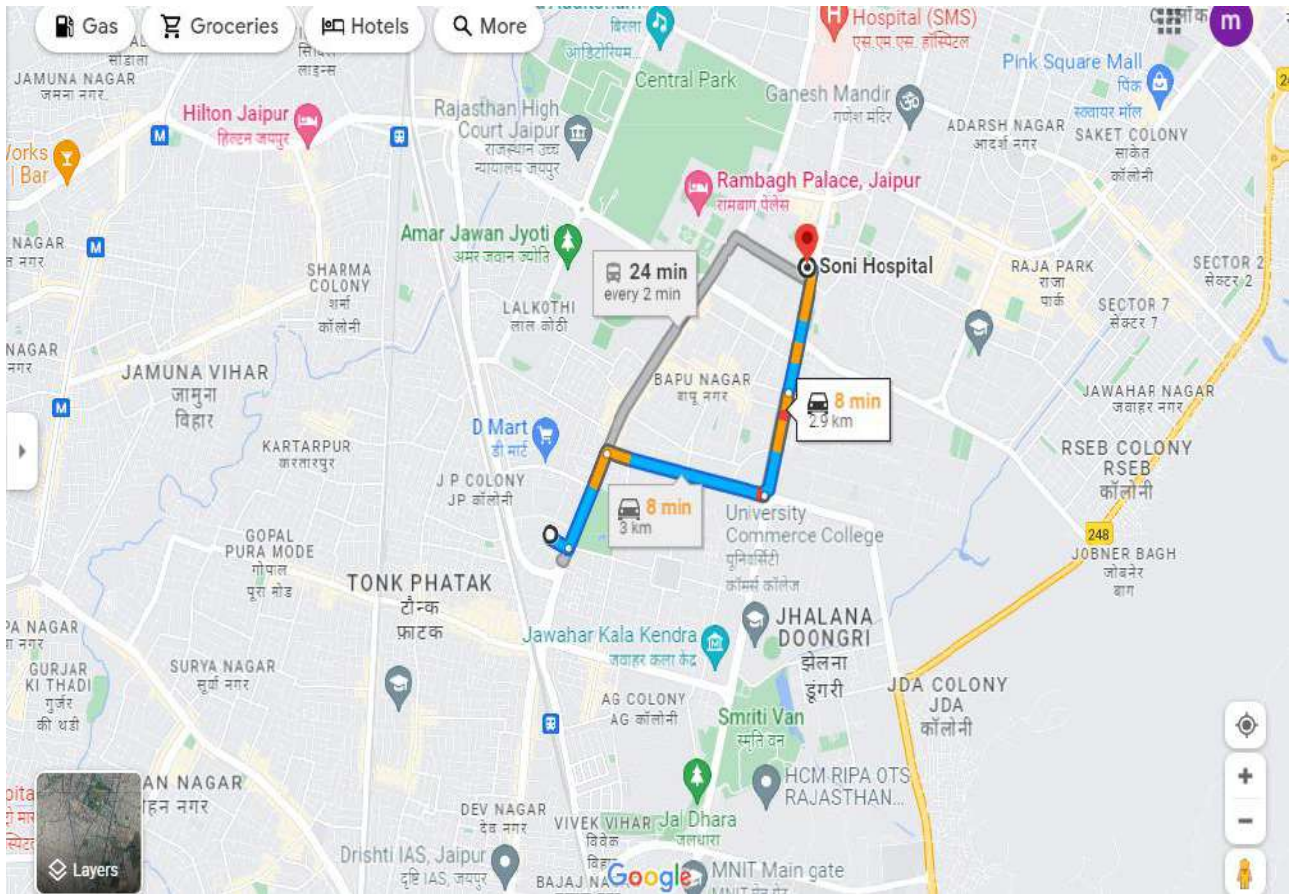 Gas
Groceries
Hotels
More
बिरला
आडिटोरियम...
Hospital (SMS)
एस.एम.एस. हॉस्पिटल
m
JAMUNA NAGAR
जमना नगर
Central Park
Pink Square Mall
पिंक
स्क्वायर मॉल
Hilton Jaipur
हिल्टन जयपुर
Rajasthan High
Court Jaipur
राजस्थान उच्च
न्यायालय जयपुर
Ganesh Mandir
गणेश मंदिर
ADARSH NAGAR
आदर्श नगर
SAKET COLONY
साकेत
कॉलोनी
| Bar
Rambagh Palace, Jaipur
रामबाग पैलेस
Amar Jawan Jyoti
अमर जवान ज्योति
NAGAR
SHARMA
COLONY
शर्मा
कॉलोनी
24 min
every 2 min
Soni Hospital
RAJA PARK
राजा
पार्क
SECTOR 2
सेक्टर 2
LALKOTHI
लाल कोठी
SECTOR 7
सेक्टर 7
NAGAR
नगर
JAMUNA VIHAR
जामुना
विहार
BAPU NAGAR
बापू नगर
8 min
2.9 km
JAWAHAR NAGAR
जवाहर नगर
D Mart
डी मार्ट
KARTARPUR
करतारपुर
RSEB COLONY
RSEB
कॉलोनी
J P COLONY
JP कॉलोनी
8 min
3 km
University
Commerce College
यूनिवर्सिटी
कॉमर्स कॉलेज
248
GOPAL
PURA MODE
गोपाल
पूरा मोड
JOBNER BAGH
जोबनेर
बाग
TONK PHATAK
टौन्क
फ़ाटक
JHALANA
DOONGRI
झेलना
डूंगरी
Jawahar Kala Kendra
जवाहर कला केंद्र
PA NAGAR
GURJAR
KI THADI
गुर्जर
की थडी
SURYA NAGAR
सूर्या नगर
AG COLONY
AG कॉलोनी
JDA COLONY
JDA
कॉलोनी
Smriti Van
स्मृति वन
AN NAGAR
HCM RIPA OTS
RAJASTHAN...
DEV NAGAR
देव नगर
VIVEK VIHAR
विवेक
विहार
Jal Dhara
जलधारा
Layers
Drishti IAS, Jaipur
दृष्टि IAS, जयपुर
Google
MNIT Main gate